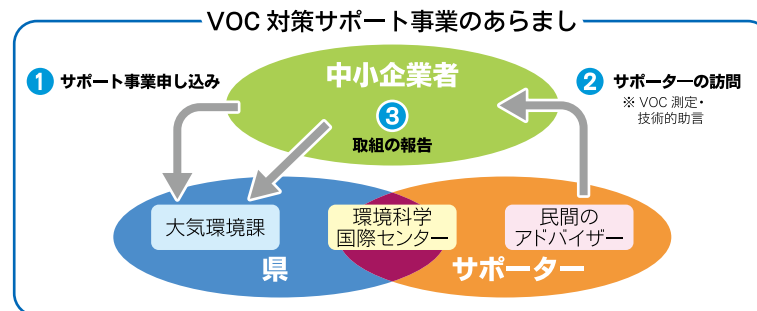 VOC 対策サポート事業のあらまし
1 サポート事業申し込み
中小企業者
3
取組の報告
2 サポーターの訪問
※ VOC 測定・
技術的助言
大気環境課
環境科学
国際センター
民間の
アドバイザー
県
サポーター